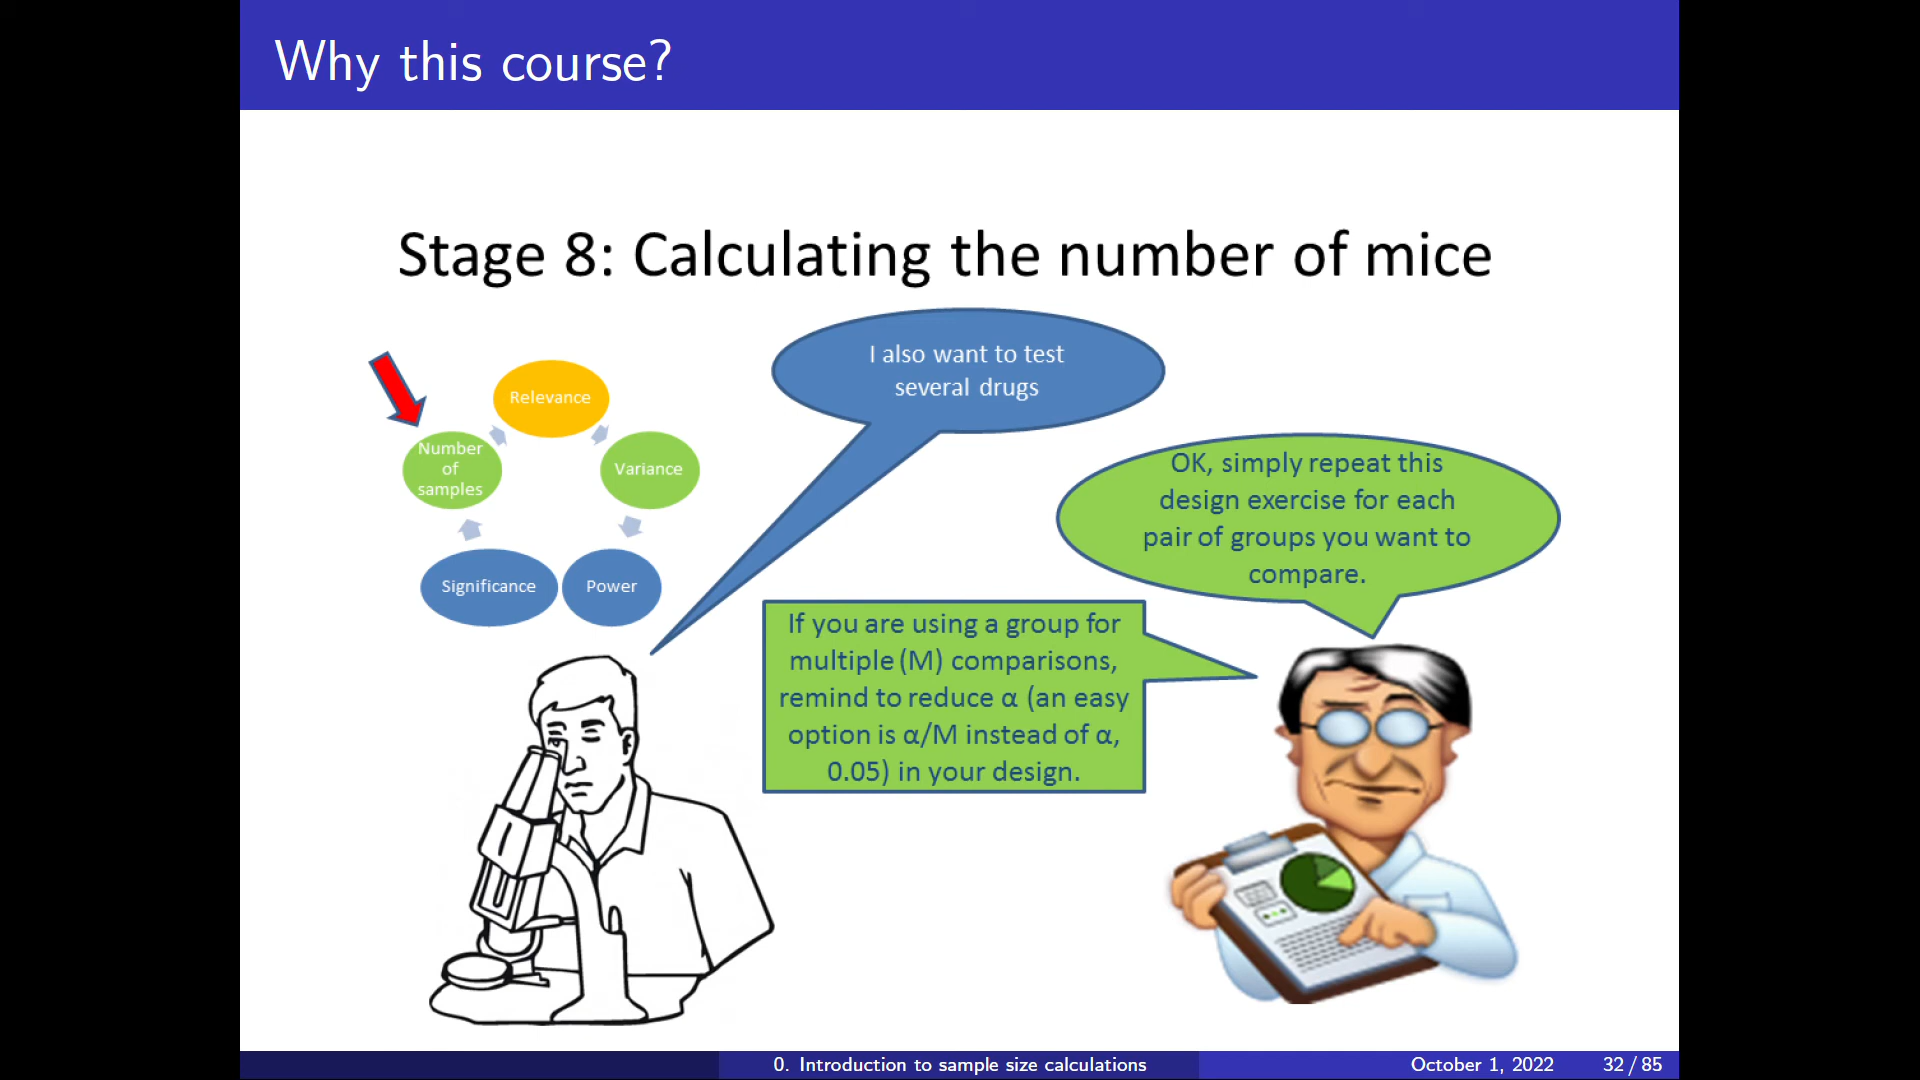 Why this course?
Stage 8: Calculating the number of mice
I also want to test
several drugs
Relevance
Number
of
samples
Variance
Significance
Power
OK, simply repeat this
design exercise for each
pair of groups you want to
compare.
If you are using a group for
multiple (M) comparisons,
remind to reduce α (an easy
option is α/M instead of α,
0.05) in your design.
0. Introduction to sample size calculations
October 1, 2022
32 / 85